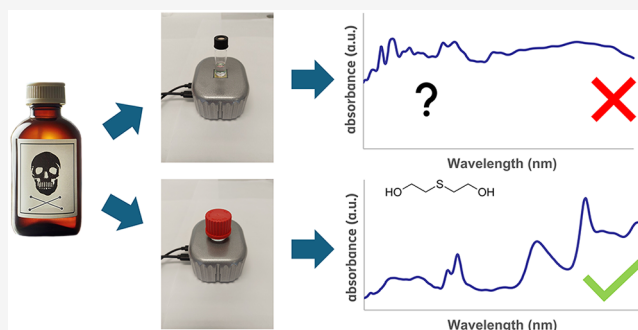 absorbance (a.u.)
?
Wavelength (nm)
HO
S
OH
absorbance (a.u.)
Wavelength (nm)